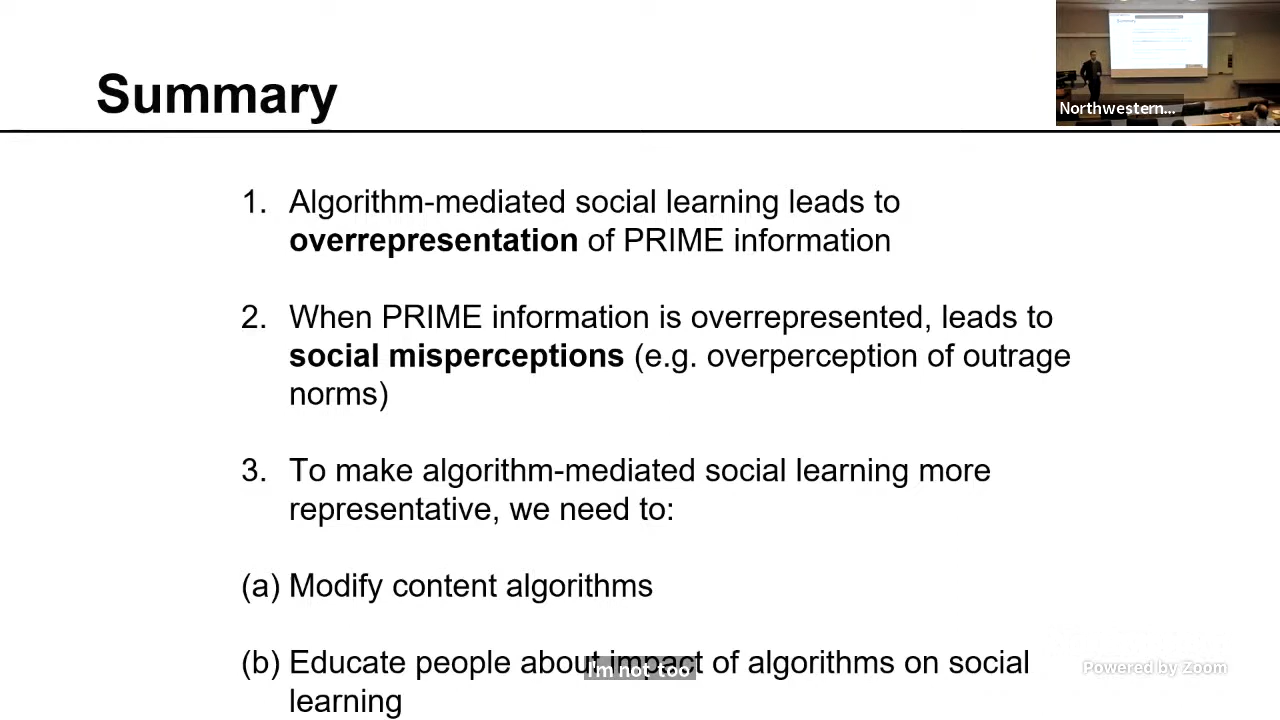 Summary
Northwestern...
1. Algorithm-mediated social learning leads to
overrepresentation of PRIME information
2. When PRIME information is overrepresented, leads to
social misperceptions (e.g. overperception of outrage
norms)
3. To make algorithm-mediated social learning more
representative, we need to:
(a) Modify content algorithms
(b) Educate people about impact of algorithms on social
learning
I'm not too
Powered by Zoom